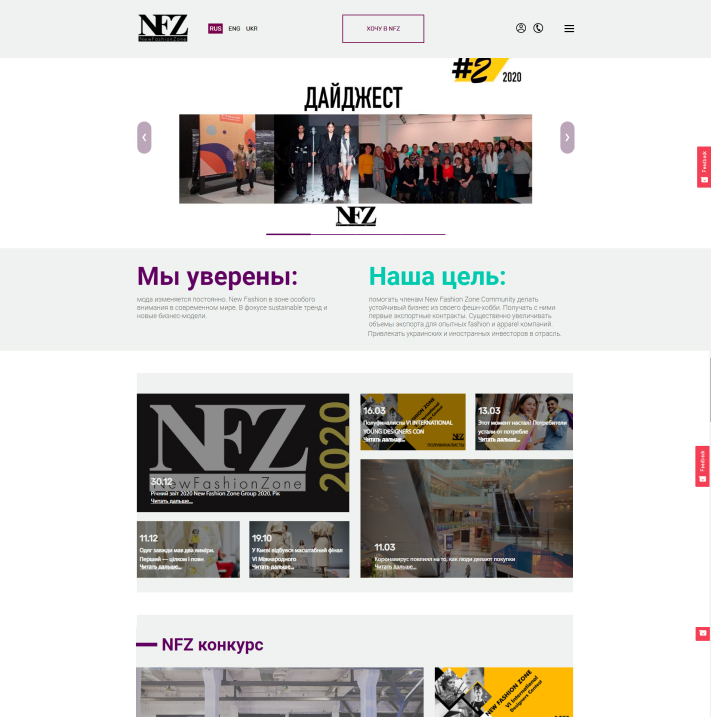 NFZ
NewFashionZone
RUS ENG UKR
ХОЧУ В NFZ
#2 2020
ДАЙДЖЕСТ
NFZ
Feedback
Мы уверены:
мода изменяется постоянно. New Fashion в зоне особого
внимания в современном мире. В фокусе sustainable тренд и
новые бизнес-модели.
Наша цель:
помогать членам New Fashion Zone Community делать
устойчивый бизнес из своего фешн-хобби. Получать с ними
первые экспортные контракты. Существенно увеличивать
объемы экспорта для опытных fashion и apparel компаний.
Привлекать украинских и иностранных инвесторов в отрасль.
NFZ
NewFashionZone
2020
30.12
Річний звіт 2020 New Fashion Zone Group 2020. Рік
Читать дальше...
16.03
Полуфиналисты VI INTERNATIONAL
YOUNG DESIGNERS CON
Читать дальше...
13.03
Этот момент настал! Потребители
устали от потребле
Читать дальше...
11.12
Одяг завжди мав два виміри.
Перший — цілком і повн
Читать дальше...
19.10
У Києві відбувся масштабний фінал
VI Міжнародного
Читать дальше...
11.03
Коронавирус повлиял на то, как люди делают покупки
Читать дальше...
Feedback
NFZ конкурс
NEW FASHION ZONE
VI International
Designers Contest